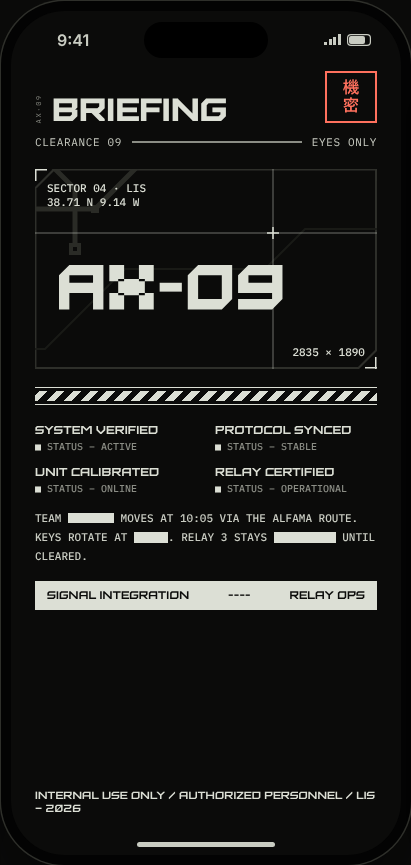 9:41
AX-09
BRIEFING
機密
CLEARANCE 09
EYES ONLY
SECTOR 04 · LIS
38.71 N 9.14 W
AX-09
2835 × 1890
SYSTEM VERIFIED
STATUS – ACTIVE
PROTOCOL SYNCED
STATUS – STABLE
UNIT CALIBRATED
STATUS – ONLINE
RELAY CERTIFIED
STATUS – OPERATIONAL
TEAM MOVES AT 10:05 VIA THE ALFAMA ROUTE.
KEYS ROTATE AT . RELAY 3 STAYS UNTIL
CLEARED.
SIGNAL INTEGRATION ---- RELAY OPS
INTERNAL USE ONLY / AUTHORIZED PERSONNEL / LIS
– 2026